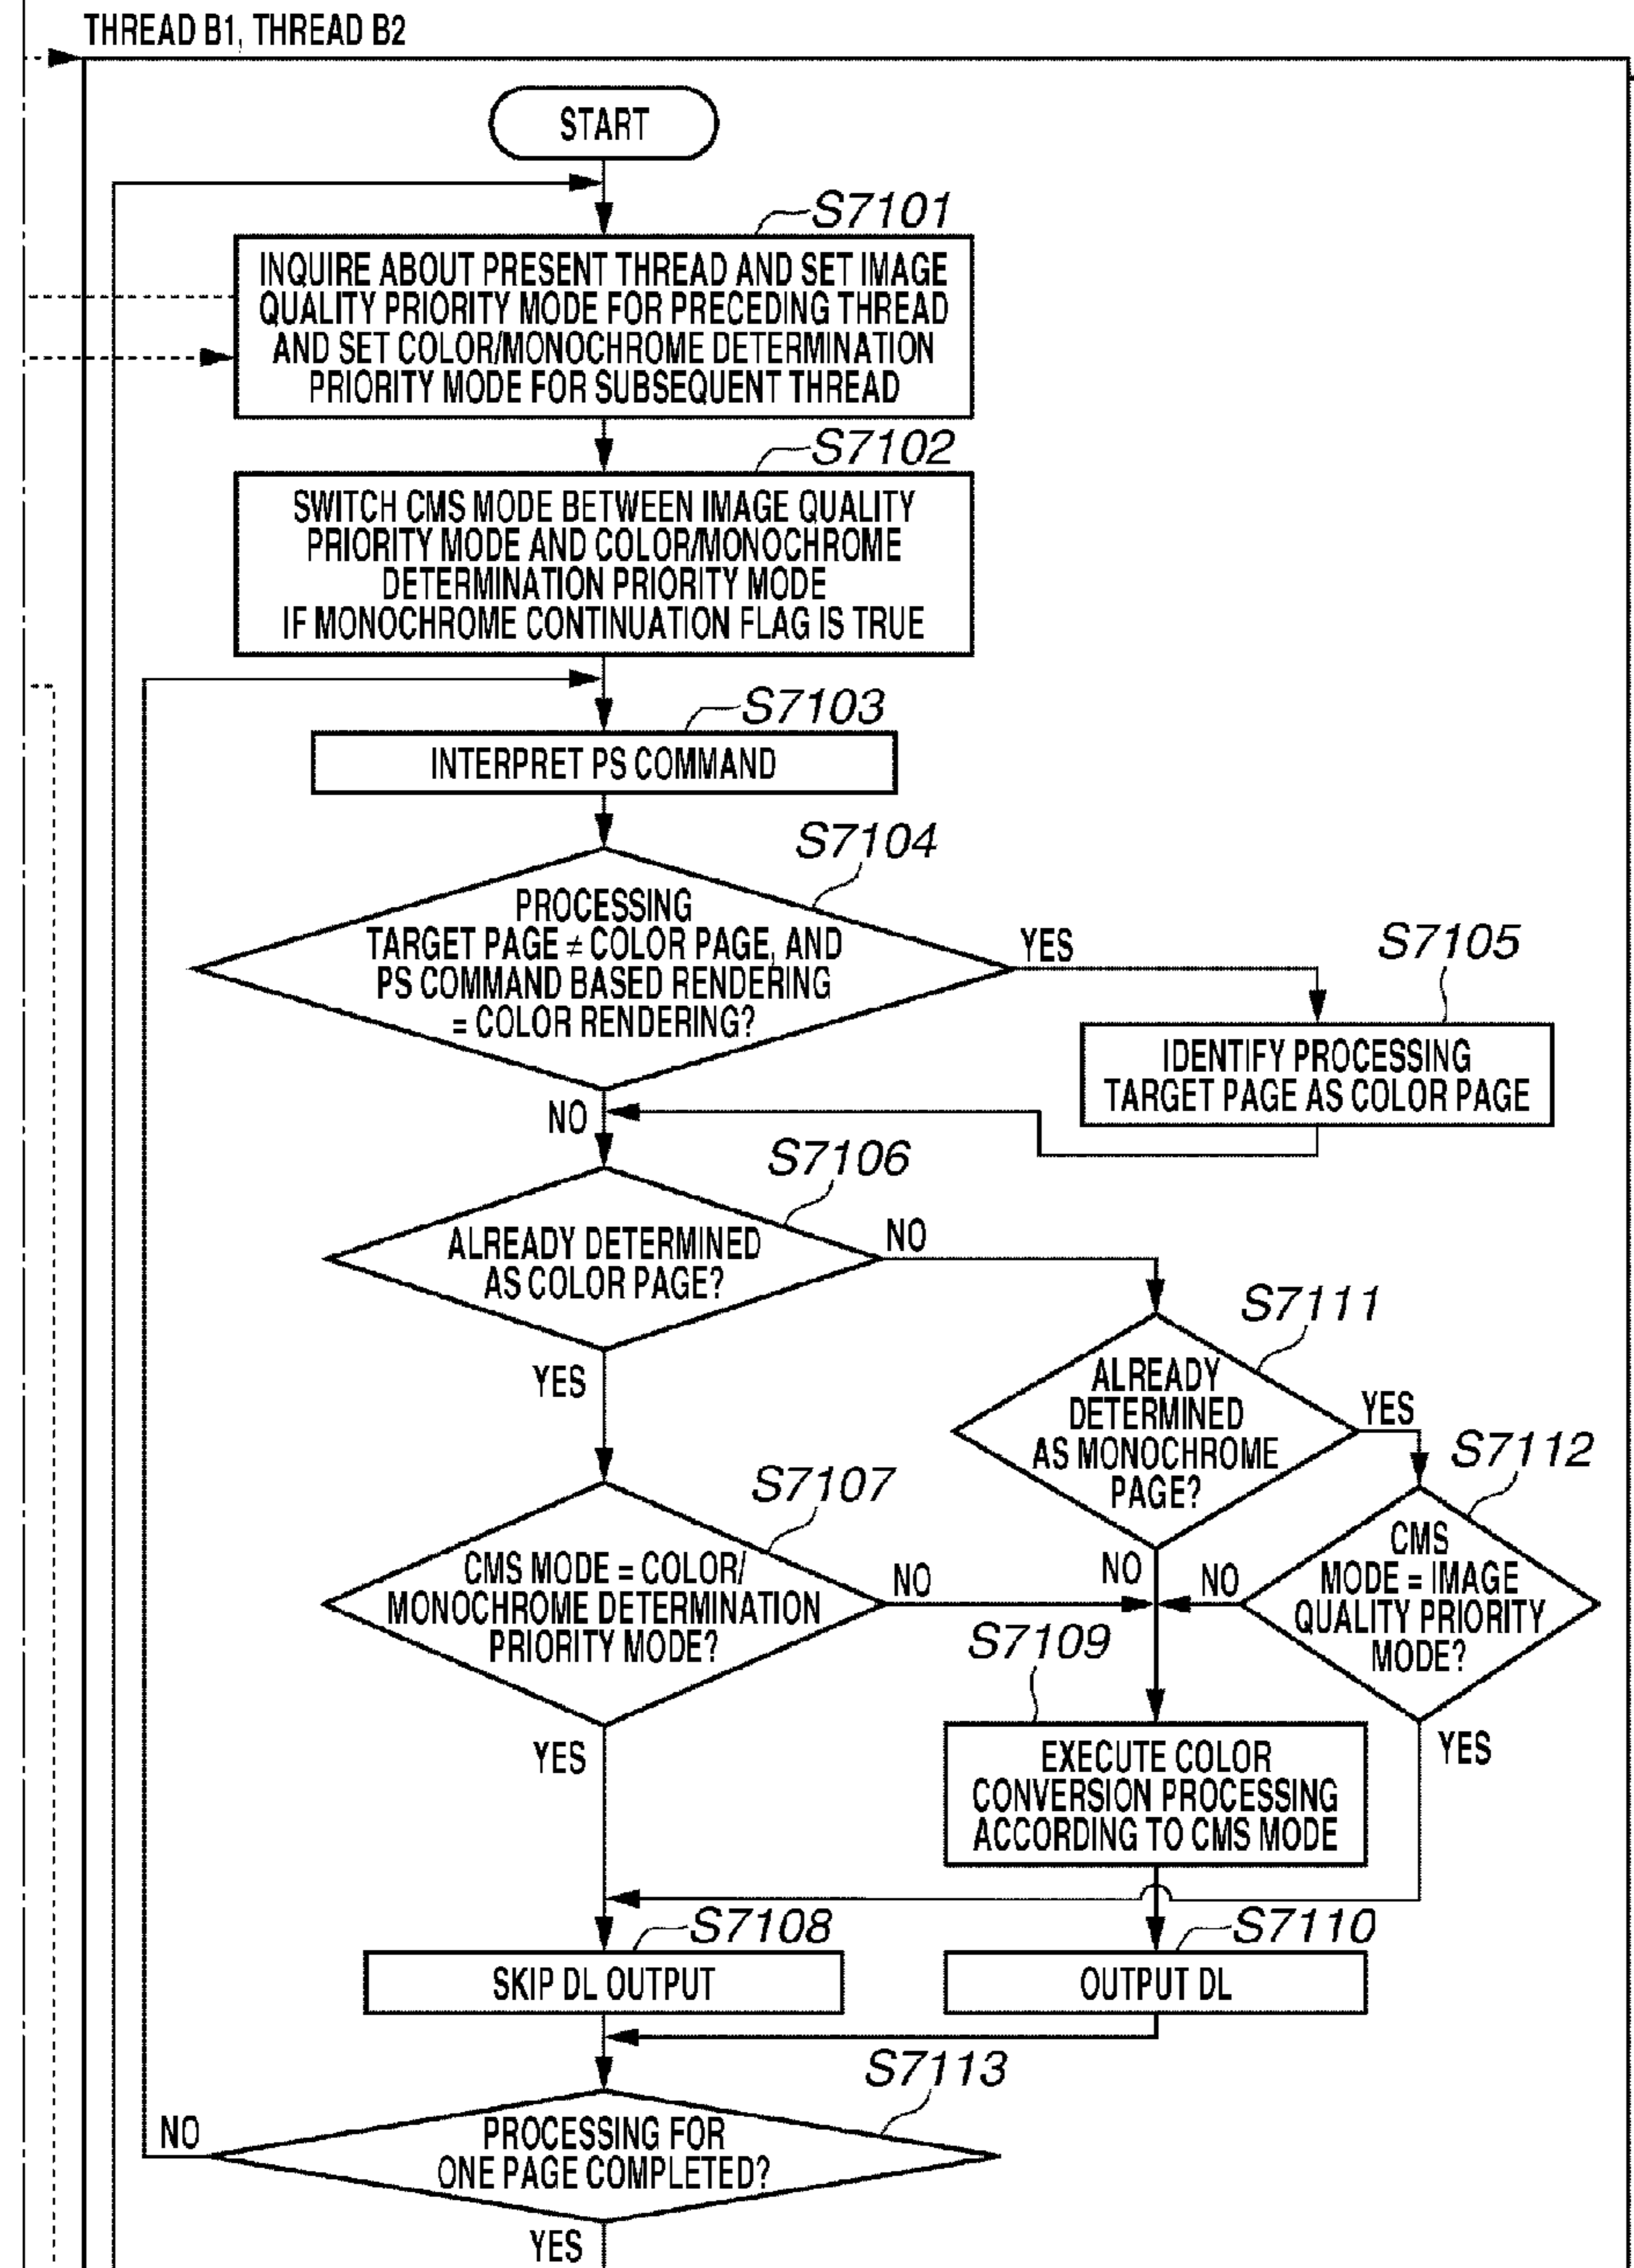 THREAD B1, THREAD B2
START
S7101
INQUIRE ABOUT PRESENT THREAD AND SET IMAGE
QUALITY PRIORITY MODE FOR PRECEDING THREAD
AND SET COLOR/MONOCHROME DETERMINATION
PRIORITY MODE FOR SUBSEQUENT THREAD
S7102
SWITCH CMS MODE BETWEEN IMAGE QUALITY
PRIORITY MODE AND COLOR/MONOCHROME
DETERMINATION PRIORITY MODE
IF MONOCHROME CONTINUATION FLAG IS TRUE
S7103
INTERPRET PS COMMAND
S7104
PROCESSING
TARGET PAGE ≠ COLOR PAGE, AND
PS COMMAND BASED RENDERING
= COLOR RENDERING?
YES
S7105
IDENTIFY PROCESSING
TARGET PAGE AS COLOR PAGE
NO
S7106
ALREADY DETERMINED
AS COLOR PAGE?
NO
YES
S7111
ALREADY
DETERMINED
AS MONOCHROME
PAGE?
YES
NO
S7112
CMS
MODE = IMAGE
QUALITY PRIORITY
MODE?
NO
YES
S7107
CMS MODE = COLOR/
MONOCHROME DETERMINATION
PRIORITY MODE?
NO
YES
S7109
EXECUTE COLOR
CONVERSION PROCESSING
ACCORDING TO CMS MODE
S7108
SKIP DL OUTPUT
S7110
OUTPUT DL
S7113
PROCESSING FOR
ONE PAGE COMPLETED?
NO
YES